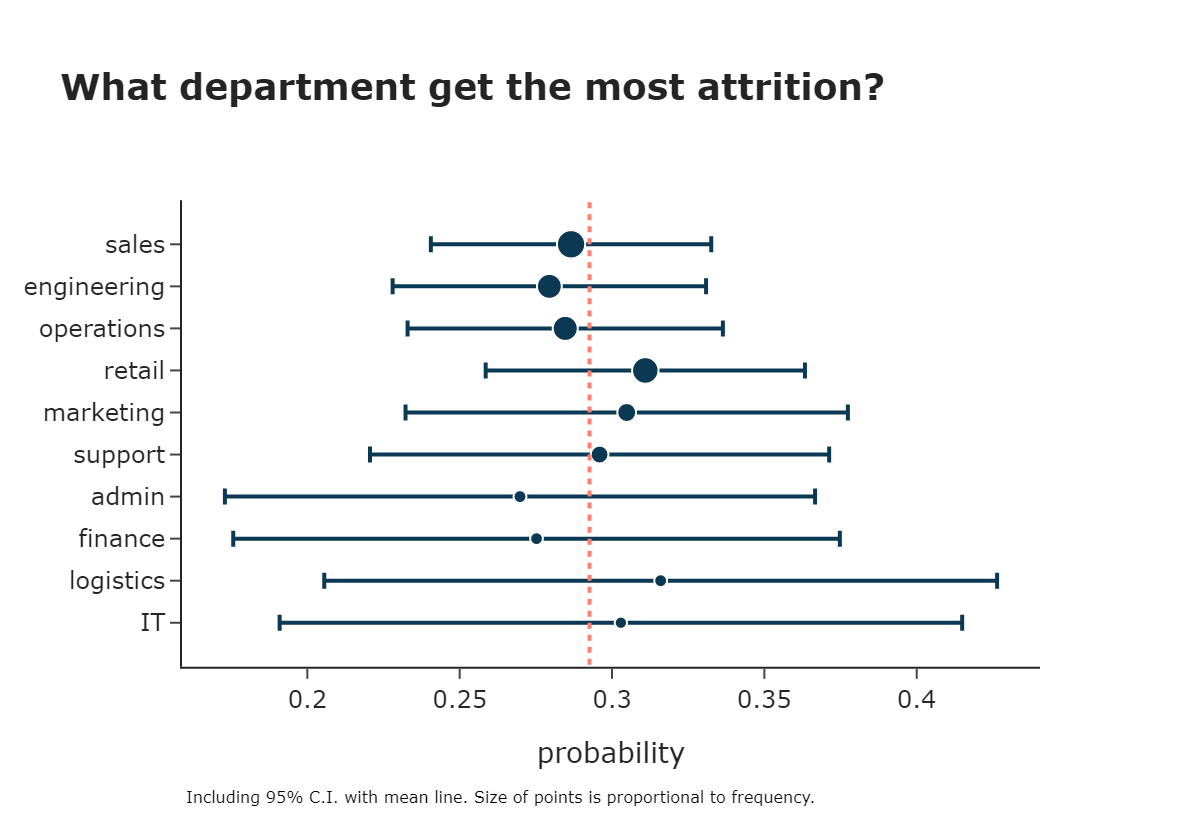 What department get the most attrition?
sales
engineering
operations
retail
marketing
support
admin
finance
logistics
IT
0.2 0.25 0.3 0.35 0.4
probability
Including 95% C.I. with mean line. Size of points is proportional to frequency.